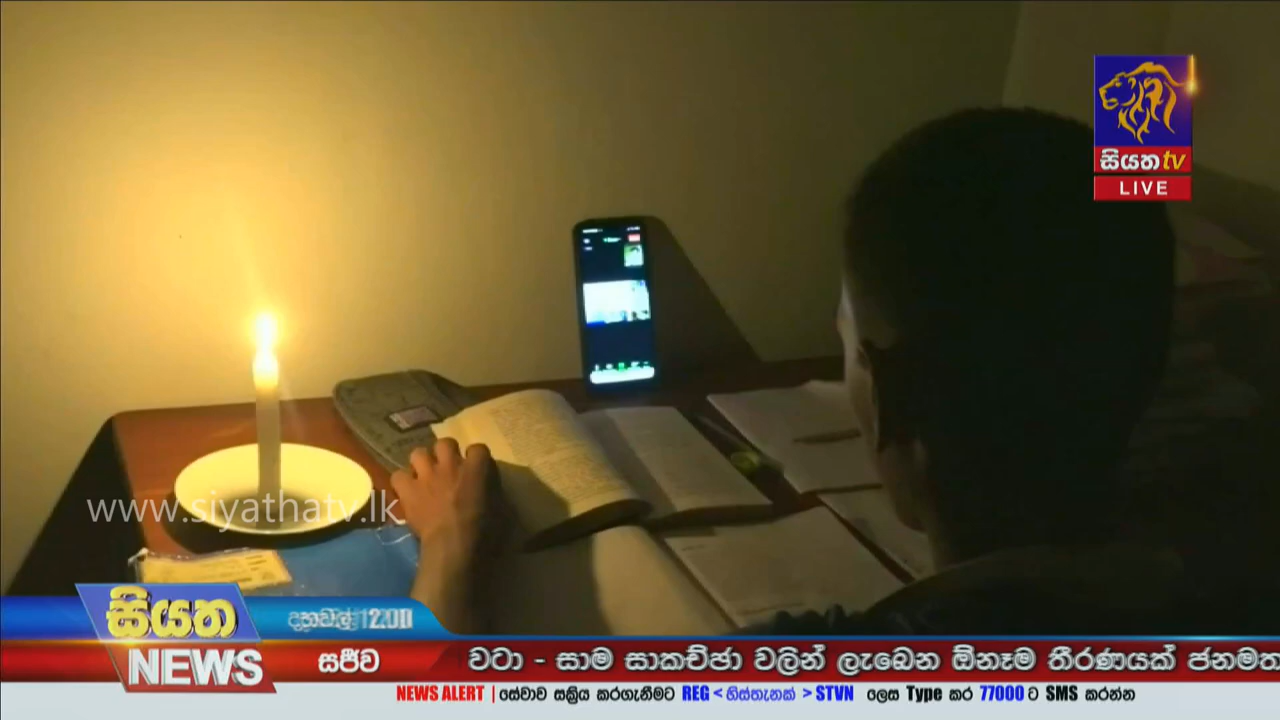 සියත tv
LIVE
www.siyathatv.lk
සියත
NEWS
දහවල් 12.00
සජීව
වටා - සාම සාකච්ඡා වලින් ලැබෙන ඕනෑම තීරණයක් ජනමත
NEWS ALERT | සේවාව සක්‍රිය කරගැනීමට REG < හිස්තැනක් > STVN ලෙස Type කර 77000 ට SMS කරන්න